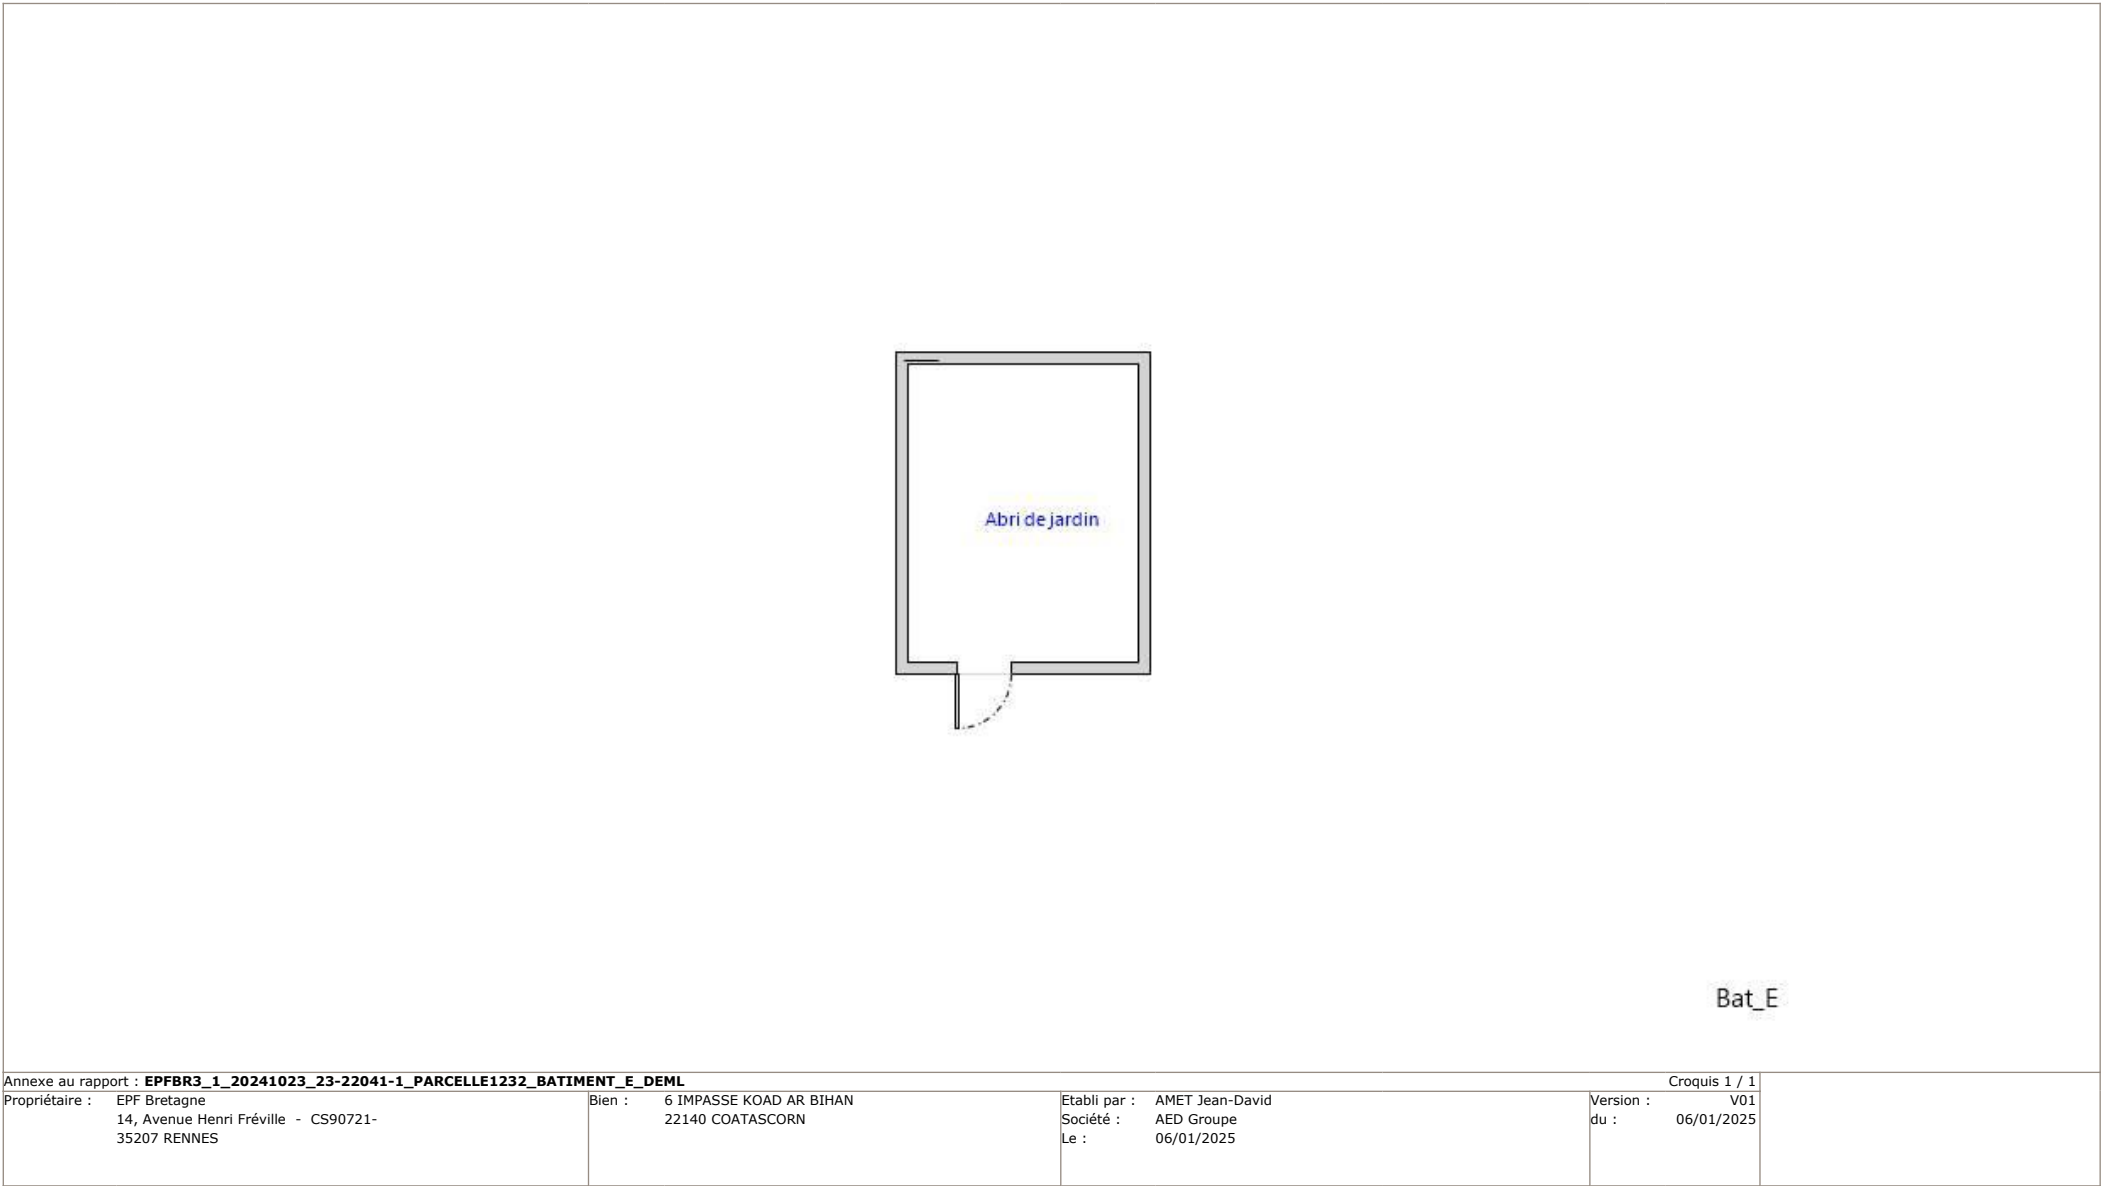 Abri de jardin
Bat_E
Annexe au rapport : EPFBR3_1_20241023_23-22041-1_PARCELLE1232_BATIMENT_E_DEML
Croquis 1 / 1
Propriétaire : EPF Bretagne
14, Avenue Henri Fréville - CS90721-
35207 RENNES
Bien : 6 IMPASSE KOAD AR BIHAN
22140 COATASCORN
Etabli par : AMET Jean-David
Société : AED Groupe
Le : 06/01/2025
Version : V01
du : 06/01/2025